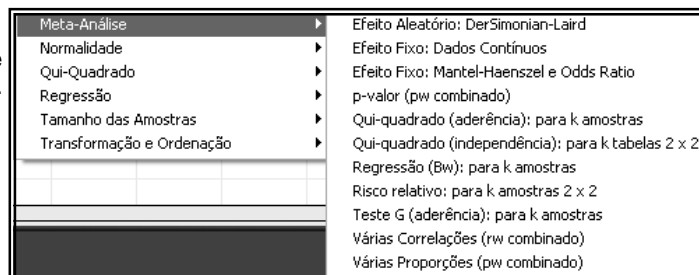 Meta-Análise
Normalidade
Qui-Quadrado
Regressão
Tamanho das Amostras
Transformação e Ordenação
Efeito Aleatório: DerSimonian-Laird
Efeito Fixo: Dados Contínuos
Efeito Fixo: Mantel-Haenszel e Odds Ratio
p-valor (pw combinado)
Qui-quadrado (aderência): para k amostras
Qui-quadrado (independência): para k tabelas 2 x 2
Regressão (Bw): para k amostras
Risco relativo: para k amostras 2 x 2
Teste G (aderência): para k amostras
Várias Correlações (rw combinado)
Várias Proporções (pw combinado)